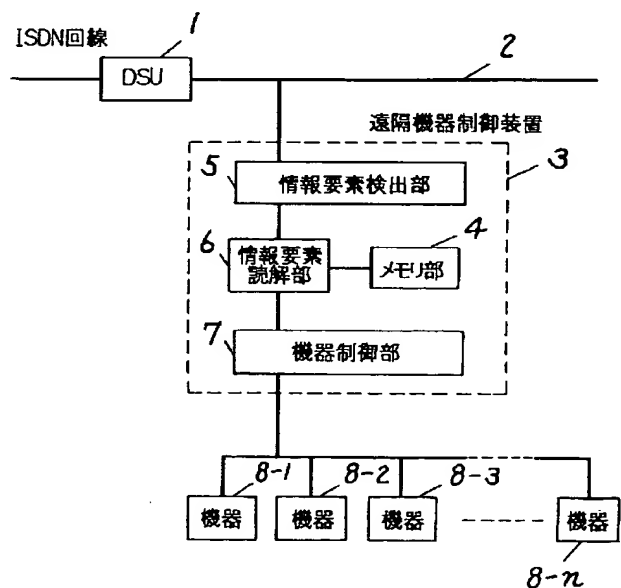 ISDN回線
1
DSU
2
遠隔機器制御装置
3
5
情報要素検出部
4
6
情報要素
読解部
メモリ部
7
機器制御部
8-1
8-2
8-3
機器
機器
機器
機器
8-n